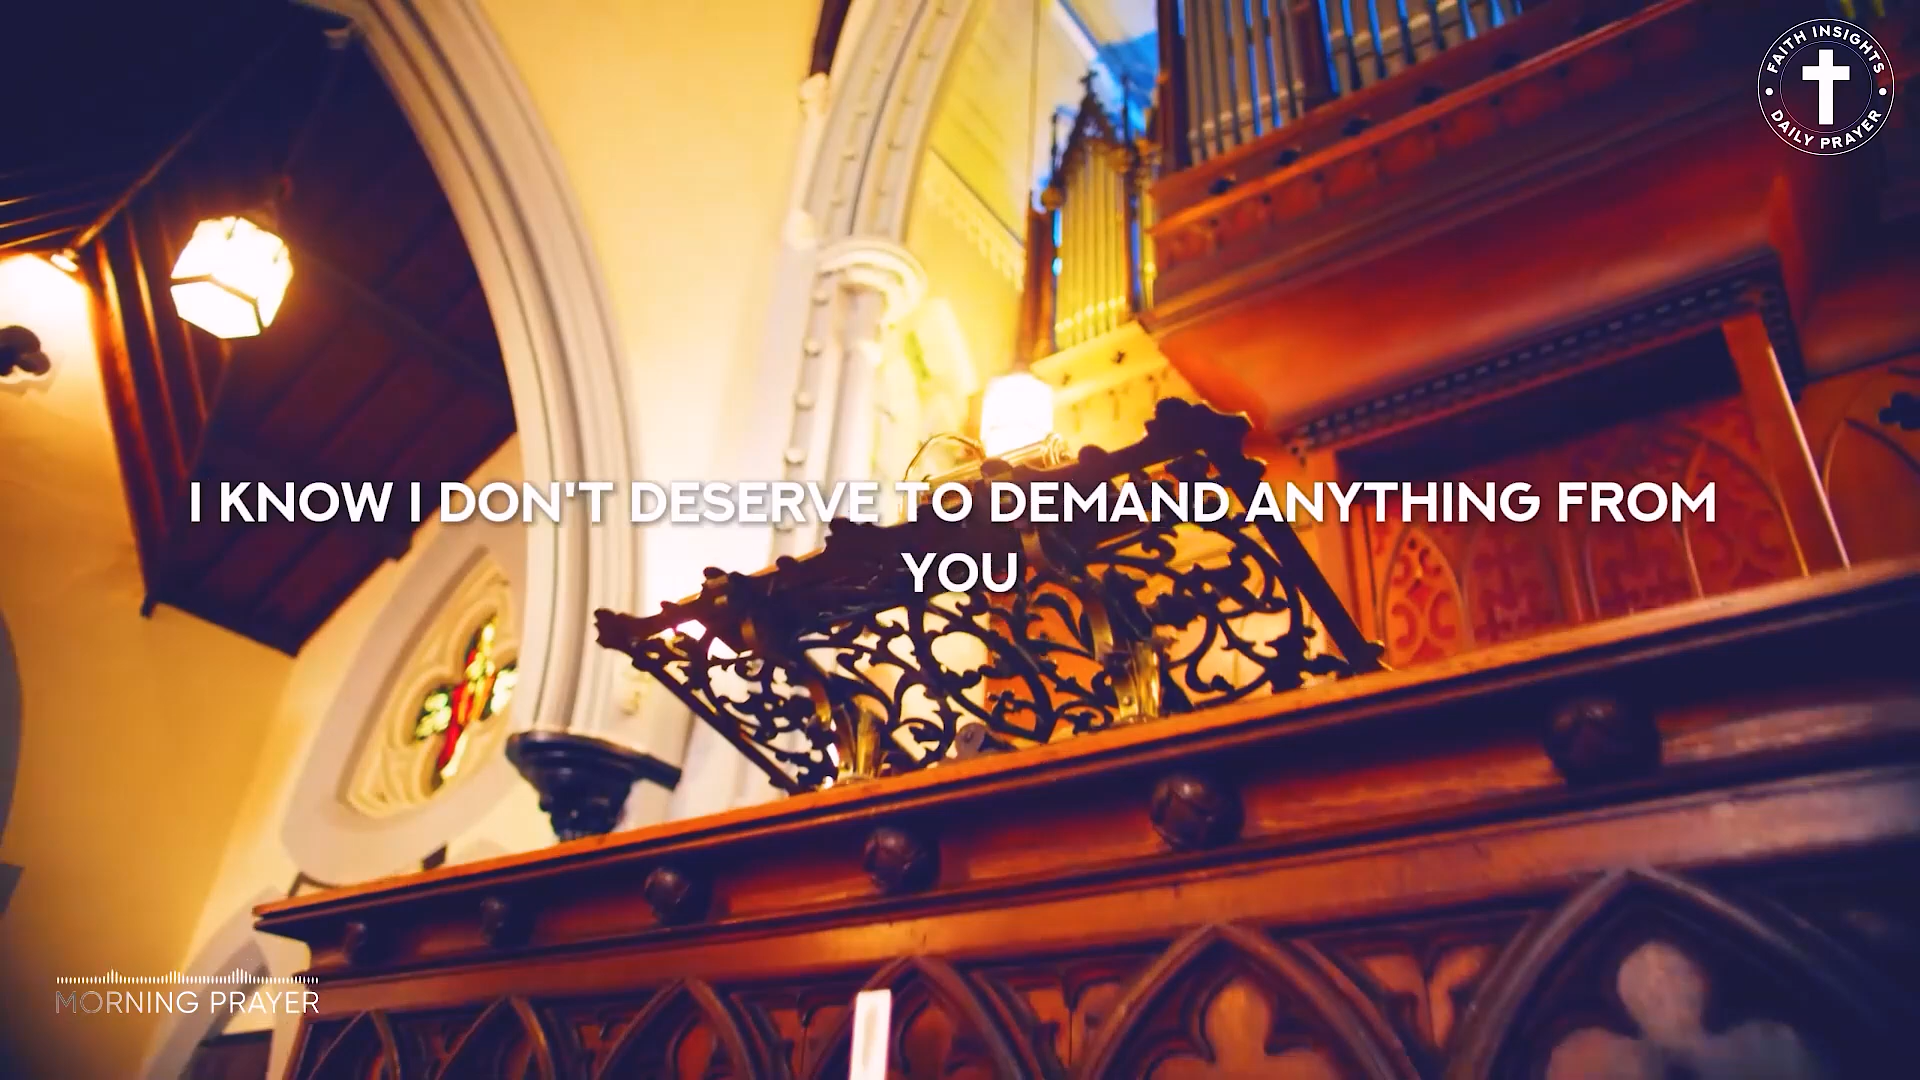 FAITH INSIGHTS
DAILY PRAYER
I KNOW I DON'T DESERVE TO DEMAND ANYTHING FROM
YOU
MORNING PRAYER